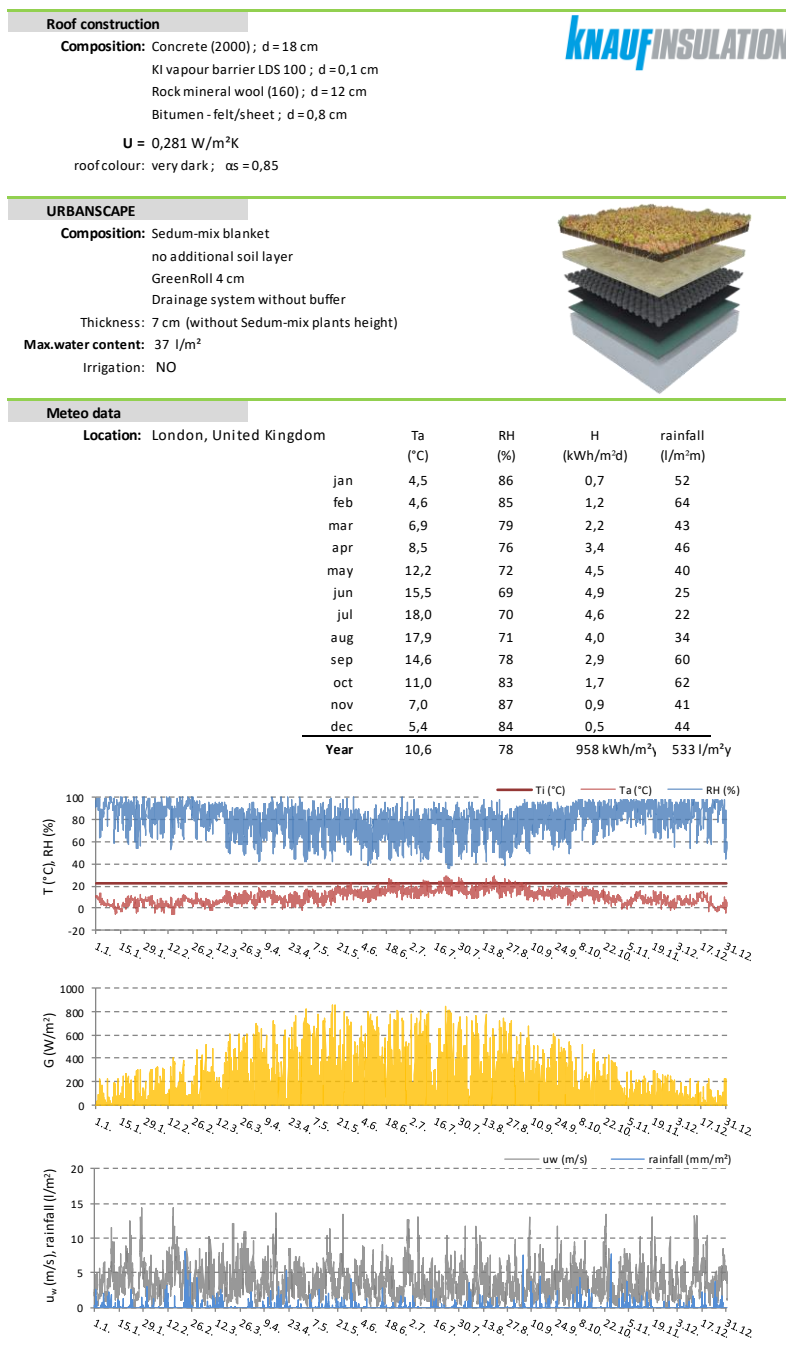 Roof construction
KNAUFINSULATION
Composition: Concrete (2000) ; d = 18 cm
KI vapour barrier LDS 100 ; d = 0,1 cm
Rock mineral wool (160) ; d = 12 cm
Bitumen - felt/sheet ; d = 0,8 cm
U = 0,281 W/m²K
roof colour: very dark ; αs = 0,85
URBANSCAPE
Composition: Sedum-mix blanket
no additional soil layer
GreenRoll 4 cm
Drainage system without buffer
Thickness: 7 cm (without Sedum-mix plants height)
Max.water content: 37 l/m²
Irrigation: NO
Meteo data
Location: London, United Kingdom Ta RH H rainfall
(°C) (%) (kWh/m²d) (l/m²m)
jan 4,5 86 0,7 52
feb 4,6 85 1,2 64
mar 6,9 79 2,2 43
apr 8,5 76 3,4 46
may 12,2 72 4,5 40
jun 15,5 69 4,9 25
jul 18,0 70 4,6 22
aug 17,9 71 4,0 34
sep 14,6 78 2,9 60
oct 11,0 83 1,7 62
nov 7,0 87 0,9 41
dec 5,4 84 0,5 44
Year 10,6 78 958 kWh/m²y 533 l/m²y
Ti (°C) Ta (°C) RH (%)
T (°C), RH (%)
100
80
60
40
20
0
-20
1.1. 15.1. 29.1. 12.2. 26.2. 12.3. 26.3. 9.4. 23.4. 7.5. 21.5. 4.6. 18.6. 2.7. 16.7. 30.7. 13.8. 27.8. 10.9. 24.9. 8.10. 22.10. 5.11. 19.11. 3.12. 17.12. 31.12.
G (W/m²)
1000
800
600
400
200
0
1.1. 15.1. 29.1. 12.2. 26.2. 12.3. 26.3. 9.4. 23.4. 7.5. 21.5. 4.6. 18.6. 2.7. 16.7. 30.7. 13.8. 27.8. 10.9. 24.9. 8.10. 22.10. 5.11. 19.11. 3.12. 17.12. 31.12.
uw (m/s) rainfall (mm/m²)
uw (m/s), rainfall (l/m²)
20
15
10
5
0
1.1. 15.1. 29.1. 12.2. 26.2. 12.3. 26.3. 9.4. 23.4. 7.5. 21.5. 4.6. 18.6. 2.7. 16.7. 30.7. 13.8. 27.8. 10.9. 24.9. 8.10. 22.10. 5.11. 19.11. 3.12. 17.12. 31.12.